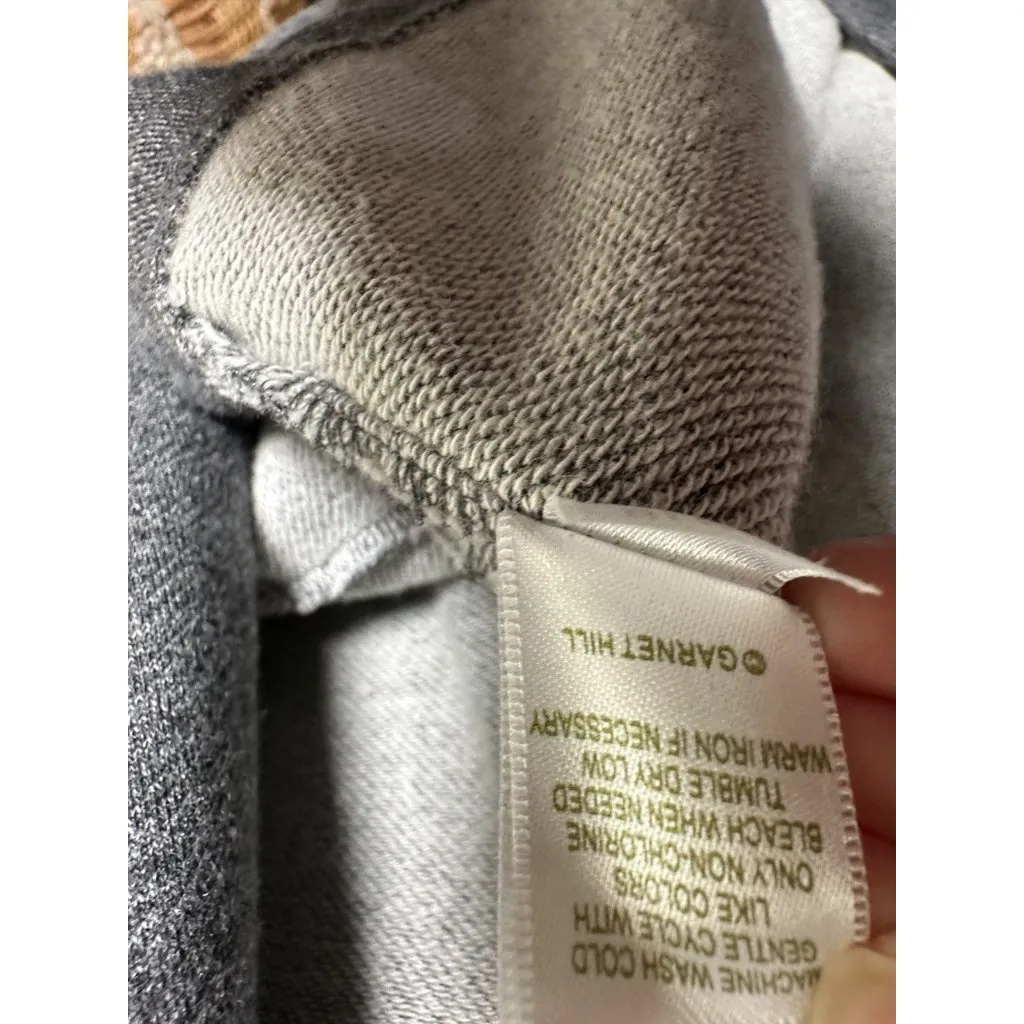 MACHINE WASH COLD
GENTLE CYCLE WITH
LIKE COLORS
ONLY NON-CHLORINE
BLEACH WHEN NEEDED
TUMBLE DRY LOW
WARM IRON IF NECESSARY
GARNET HILL